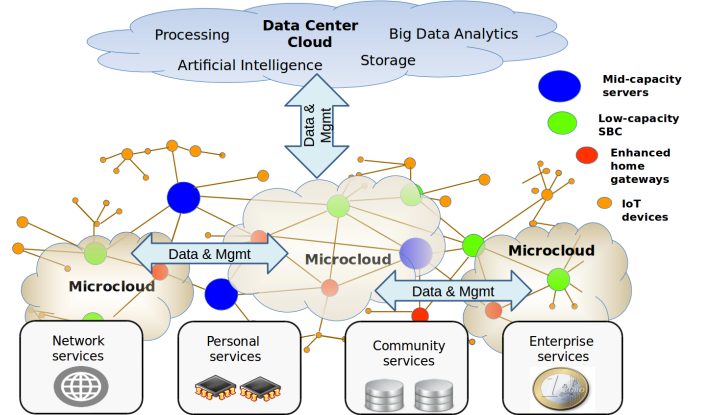 Data Center
Cloud
Processing
Big Data Analytics
Artificial Intelligence
Storage
Data &
Mgmt
Mid-capacity
servers
Low-capacity
SBC
Enhanced
home
gateways
IoT
devices
Data & Mgmt
Microcloud
Microcloud
Microcloud
Data & Mgmt
Network
services
Personal
services
Community
services
Enterprise
services